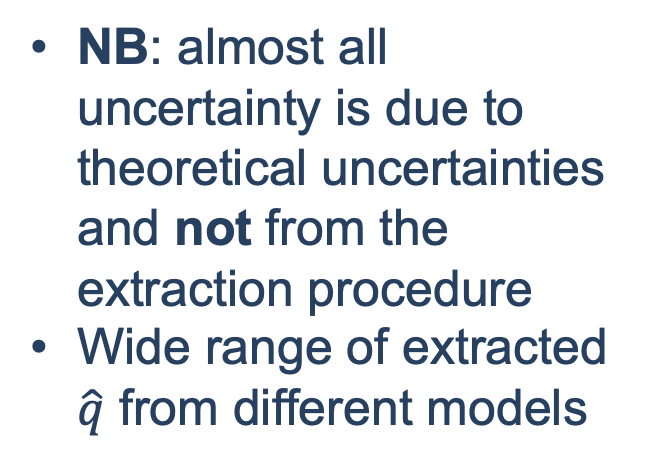 • NB: almost all
uncertainty is due to
theoretical uncertainties
and not from the
extraction procedure
• Wide range of extracted
q̂ from different models